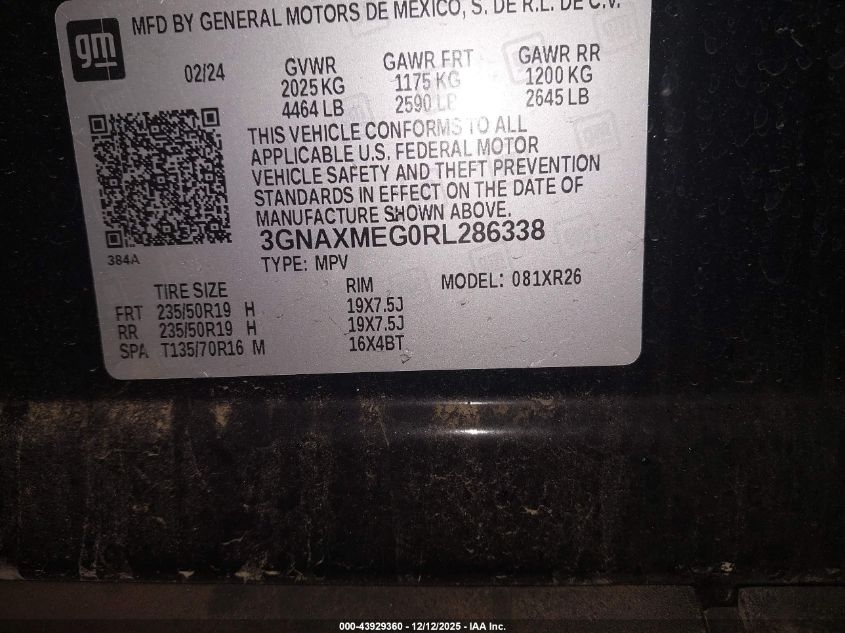 MFD BY GENERAL MOTORS DE MEXICO, S. DE R.L. DE C.V.
gm
02/24
GVWR GAWR FRT GAWR RR
2025 KG 1175 KG 1200 KG
4464 LB 2590 LB 2645 LB
THIS VEHICLE CONFORMS TO ALL
APPLICABLE U.S. FEDERAL MOTOR
VEHICLE SAFETY AND THEFT PREVENTION
STANDARDS IN EFFECT ON THE DATE OF
MANUFACTURE SHOWN ABOVE.
3GNAXMEG0RL286338
384A
TYPE: MPV
MODEL: 081XR26
TIRE SIZE RIM
FRT 235/50R19 H 19X7.5J
RR 235/50R19 H 19X7.5J
SPA T135/70R16 M 16X4BT
000-43929360 - 12/12/2025 - IAA Inc.